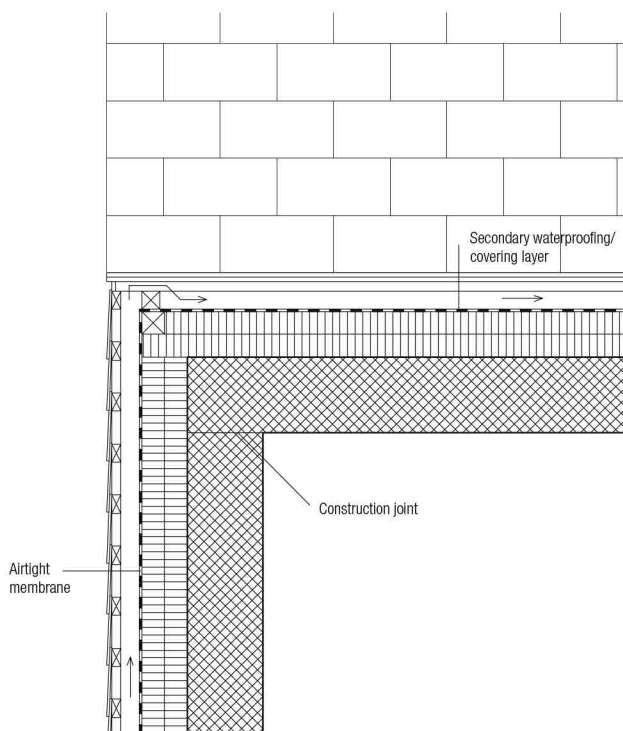 Secondary waterproofing/
covering layer
Construction joint
Airtight
membrane